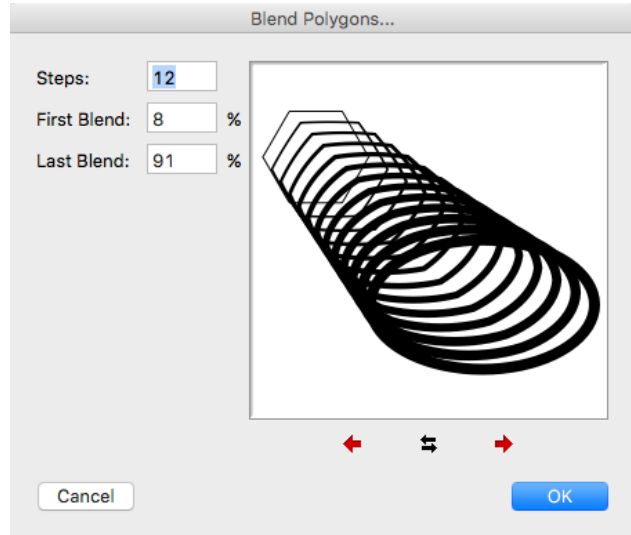 Blend Polygons...
Steps: 12
First Blend: 8 %
Last Blend: 91 %
Cancel
OK